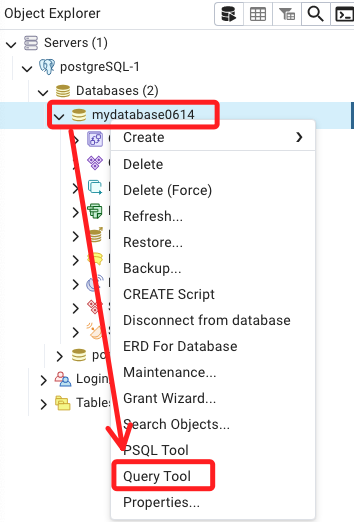 Object Explorer
Servers (1)
postgreSQL-1
Databases (2)
mydatabase0614
Create
Delete
Delete (Force)
Refresh...
Restore...
Backup...
CREATE Script
Disconnect from database
ERD For Database
Maintenance...
Grant Wizard...
Search Objects...
PSQL Tool
Query Tool
Properties...
po
Login
Tables